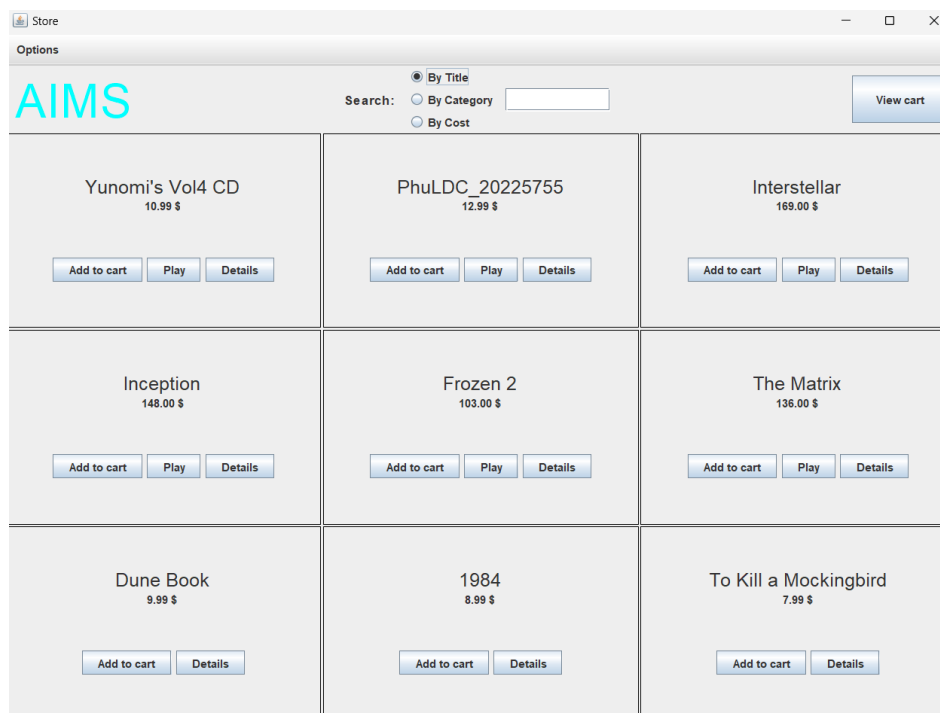 Store
Options
AIMS
Search:
By Title
By Category
By Cost
View cart
Yunomi's Vol4 CD
10.99 $
Add to cart Play Details
PhuLDC_20225755
12.99 $
Add to cart Play Details
Interstellar
169.00 $
Add to cart Play Details
Inception
148.00 $
Add to cart Play Details
Frozen 2
103.00 $
Add to cart Play Details
The Matrix
136.00 $
Add to cart Play Details
Dune Book
9.99 $
Add to cart Details
1984
8.99 $
Add to cart Details
To Kill a Mockingbird
7.99 $
Add to cart Details